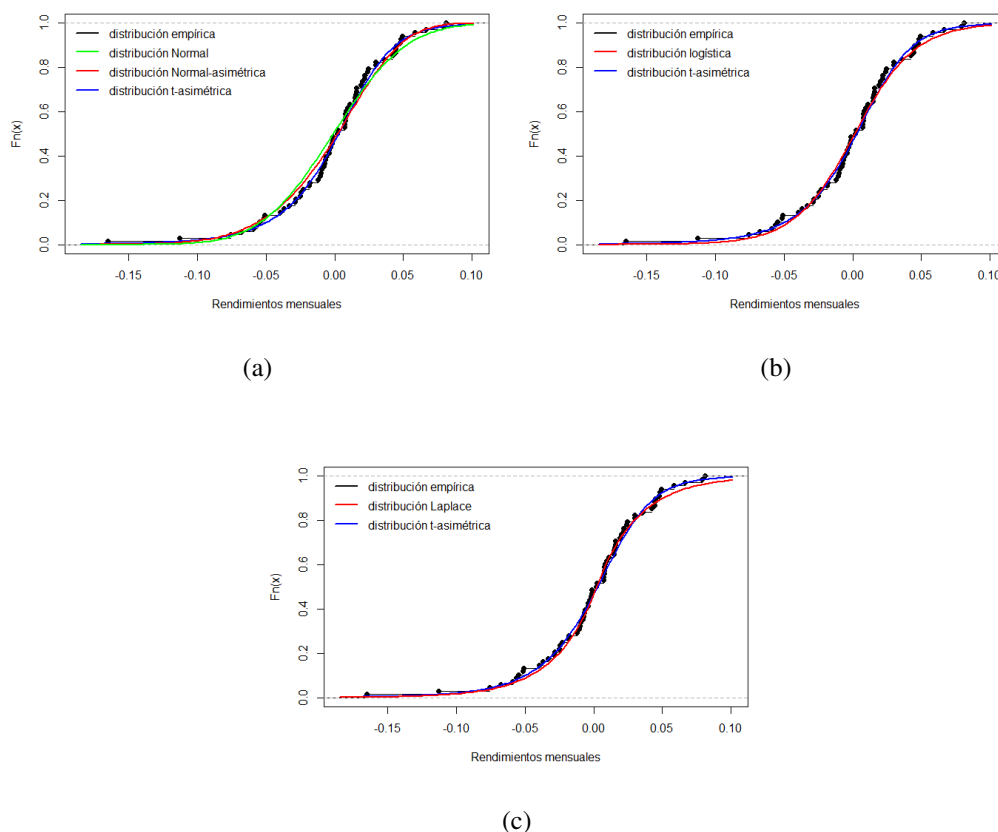 distribución empírica
distribución Normal
distribución Normal-asimétrica
distribución t-asimétrica
Fn(x)
0.0 0.2 0.4 0.6 0.8 1.0
-0.15 -0.10 -0.05 0.00 0.05 0.10
Rendimientos mensuales
(a)
distribución empírica
distribución logística
distribución t-asimétrica
Fn(x)
0.0 0.2 0.4 0.6 0.8 1.0
-0.15 -0.10 -0.05 0.00 0.05 0.10
Rendimientos mensuales
(b)
distribución empírica
distribución Laplace
distribución t-asimétrica
Fn(x)
0.0 0.2 0.4 0.6 0.8 1.0
-0.15 -0.10 -0.05 0.00 0.05 0.10
Rendimientos mensuales
(c)